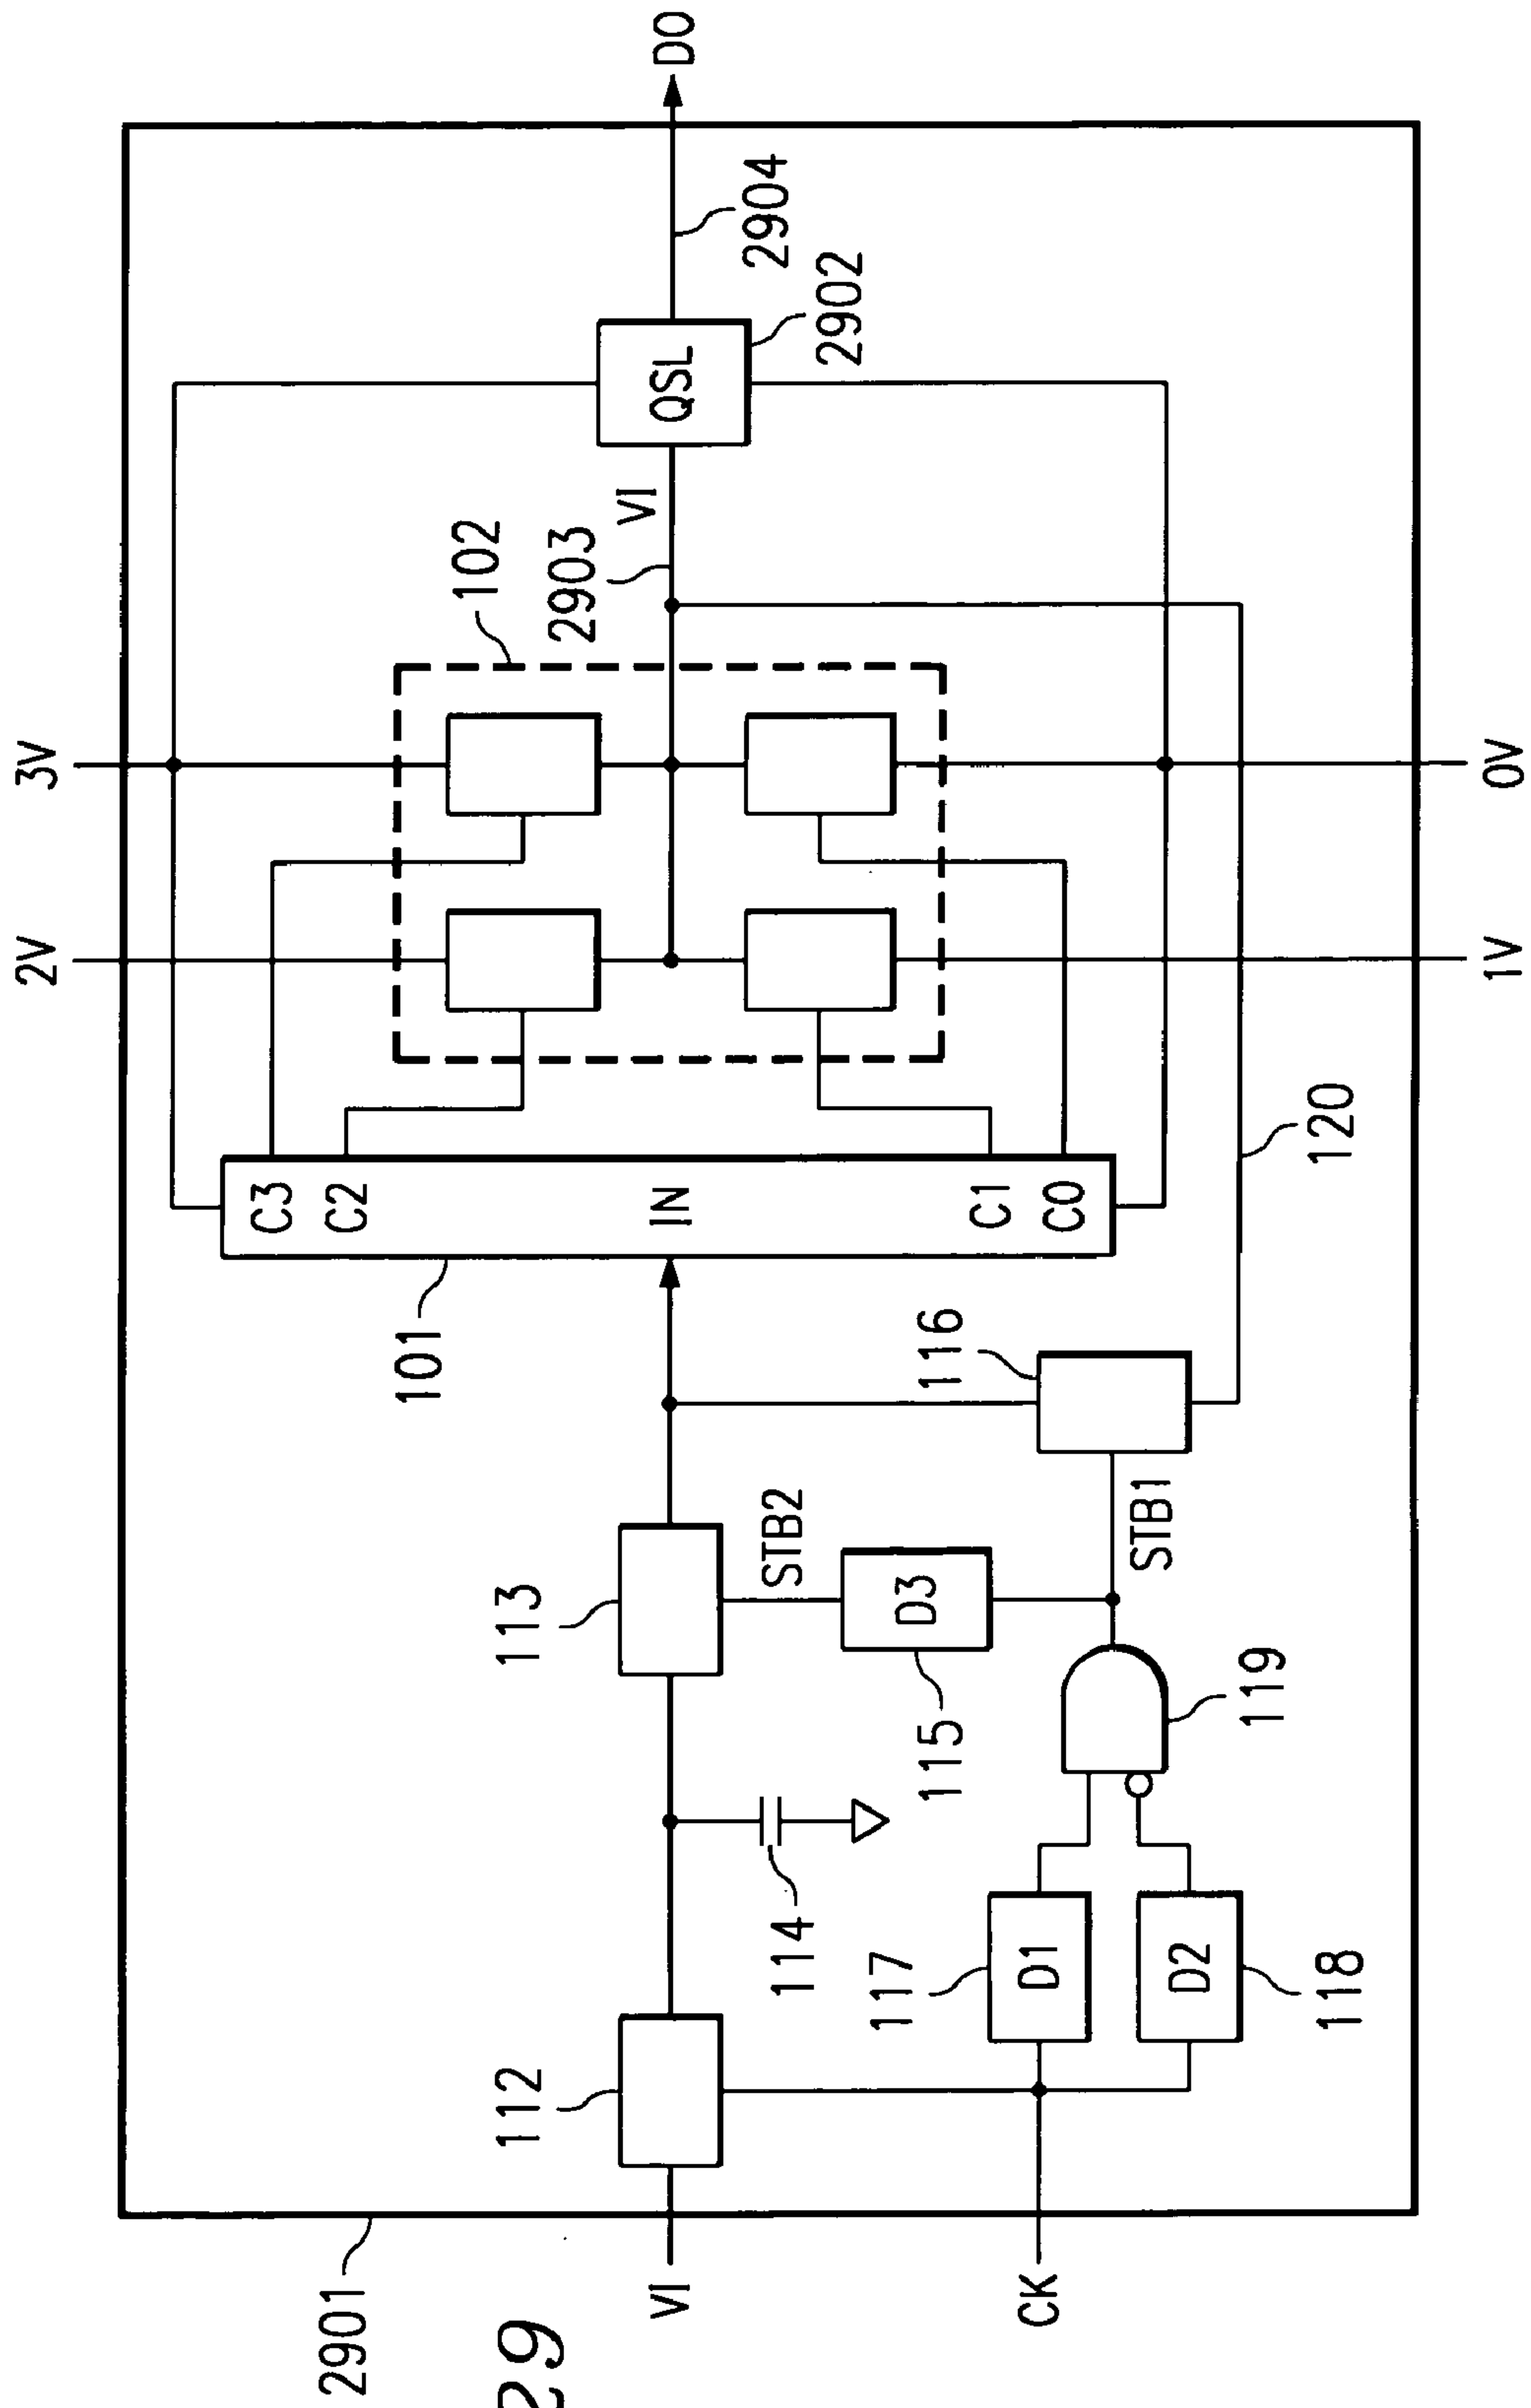 2V
3V
2901
VI
CK
112
113
114
115
STB2
D3
117
D1
118
D2
119
STB1
116
101
C3
C2
IN
C1
C0
120
102
2903
VI
QSL
2902
2904
DO
1V
0V
29